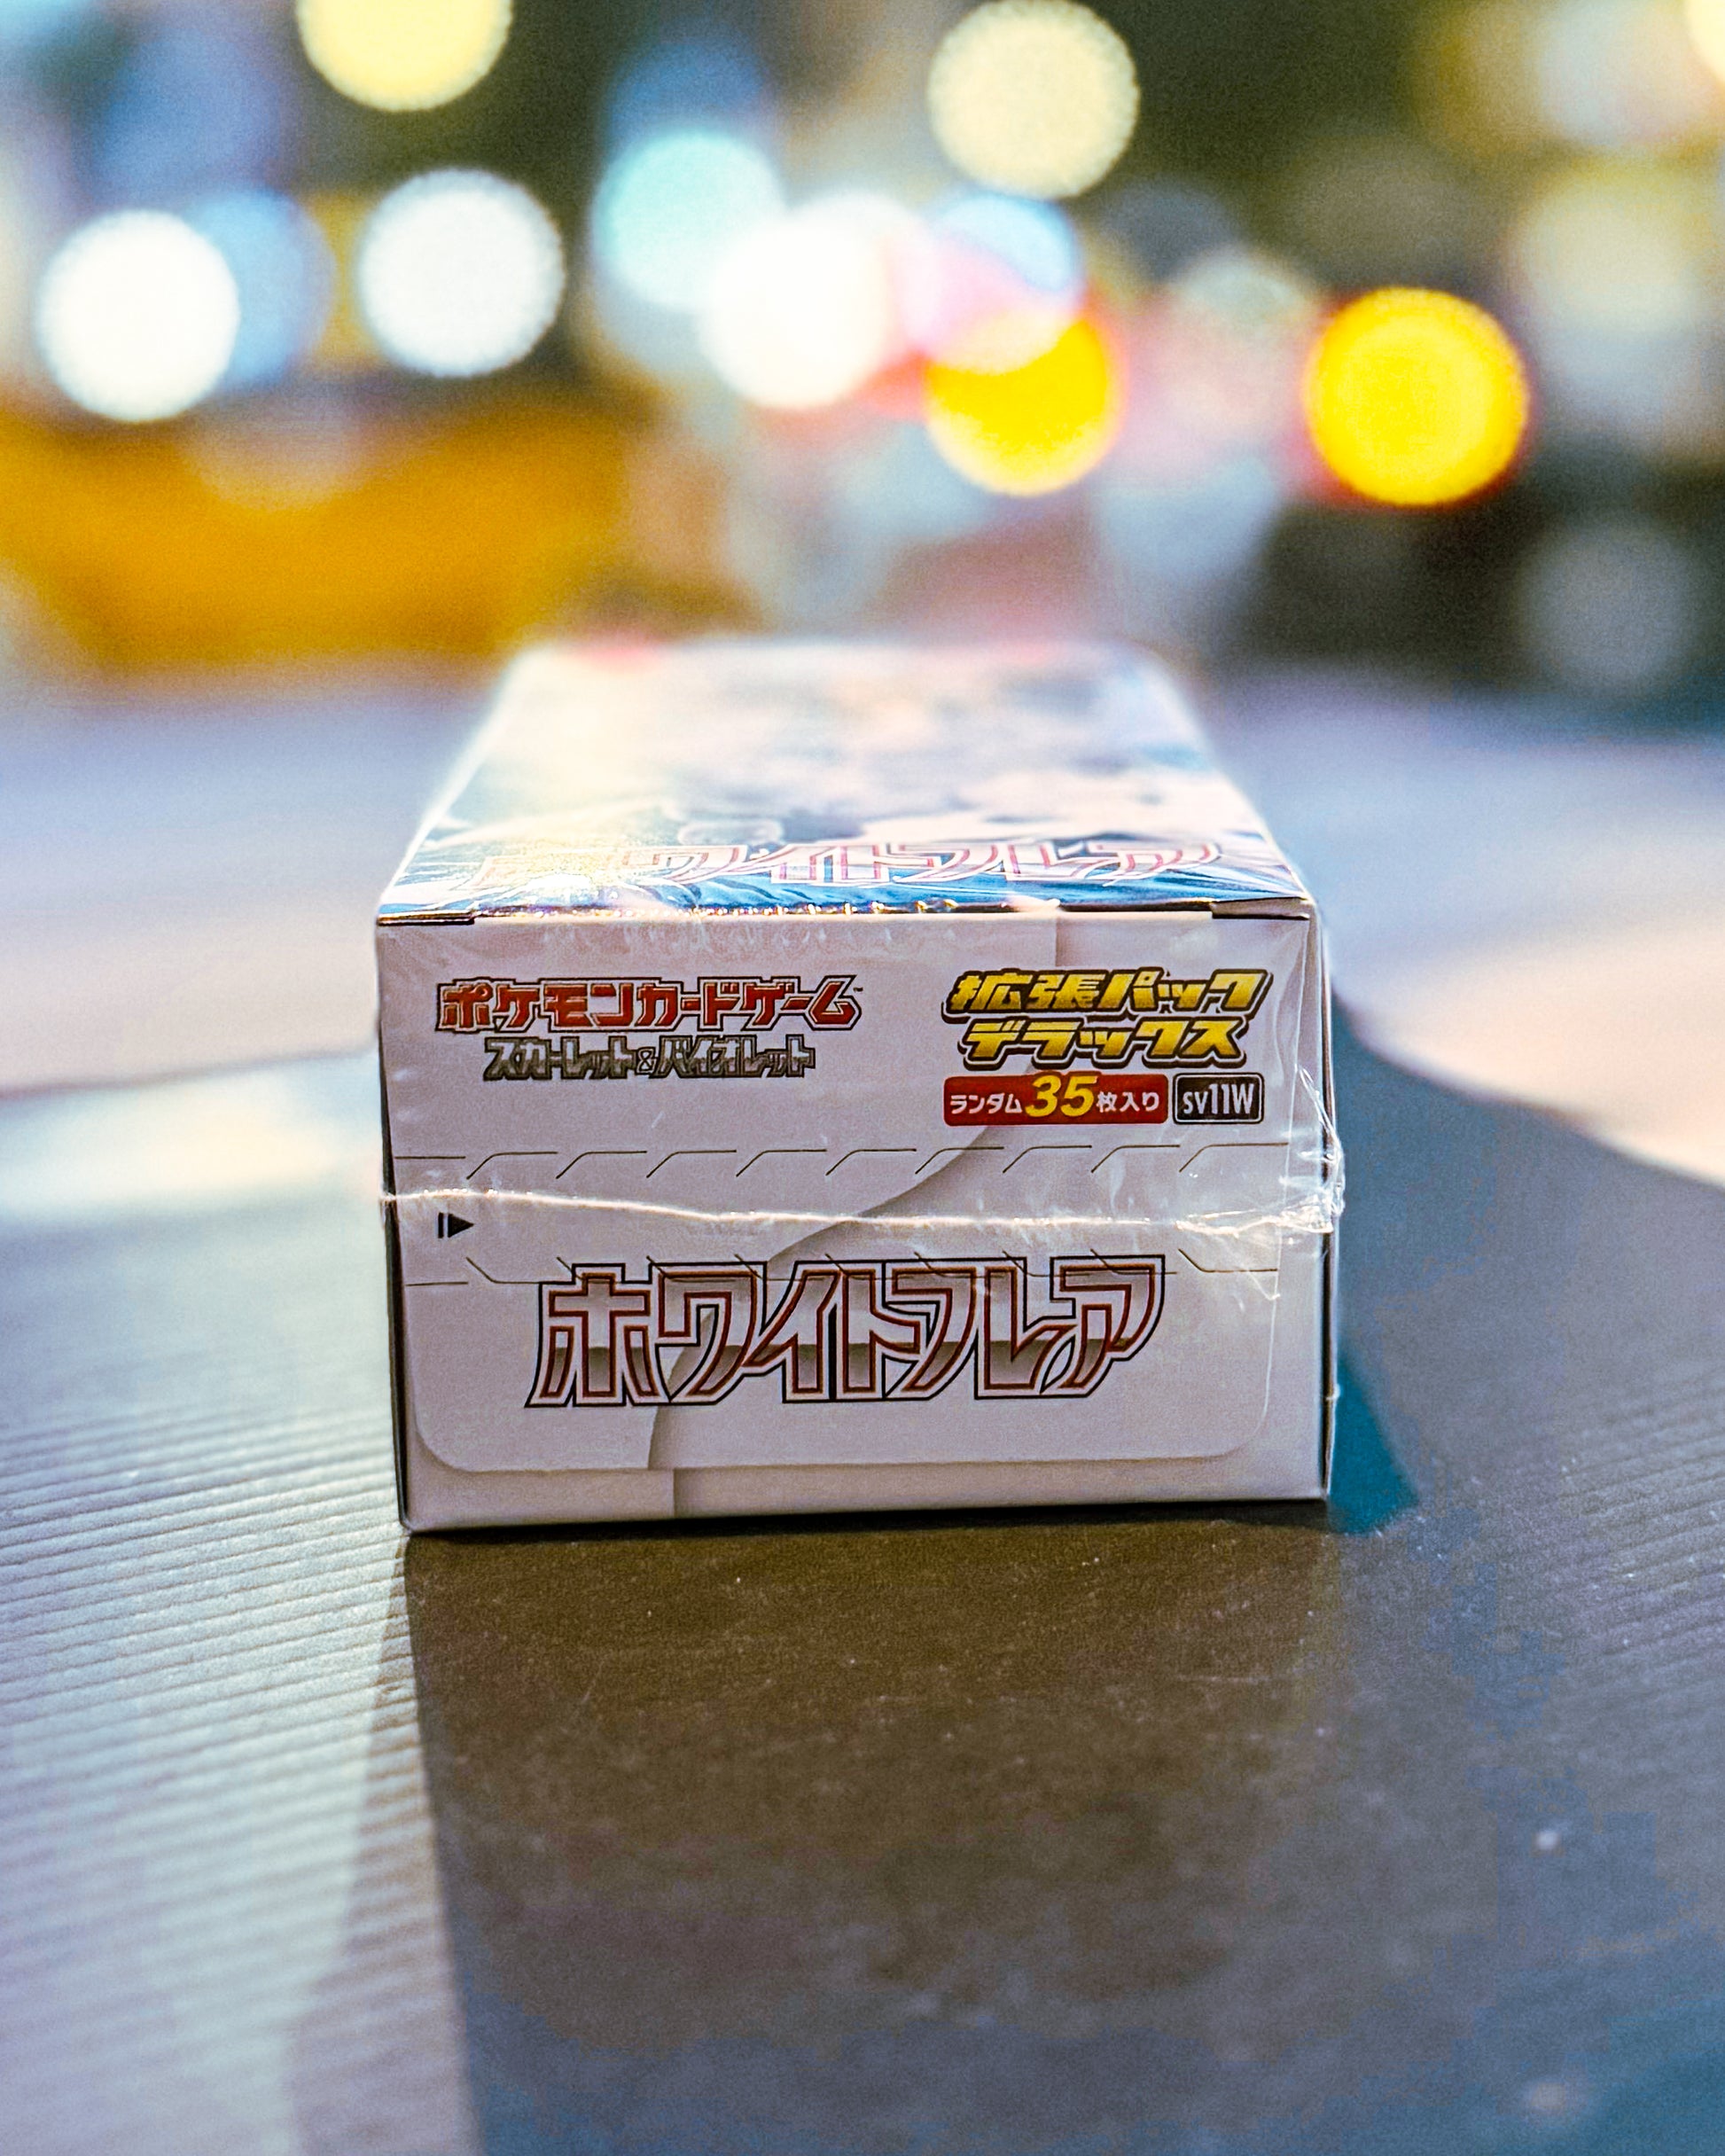 ホワイトフレア
ポケモンカードゲーム
スカーレット&バイオレット
拡張パック
デラックス
ランダム35枚入り
sv11W
ホワイトフレア